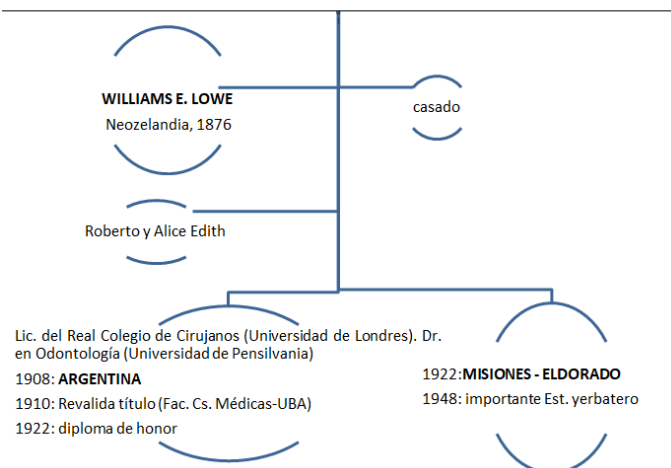 WILLIAMS E. LOWE
Neozelandia, 1876
casado
Roberto y Alice Edith
Lic. del Real Colegio de Cirujanos (Universidad de Londres). Dr.
en Odontología (Universidad de Pensilvania)
1908: ARGENTINA
1910: Revalida título (Fac. Cs. Médicas-UBA)
1922: diploma de honor
1922:MISIONES - ELDORADO
1948: importante Est. yerbatero